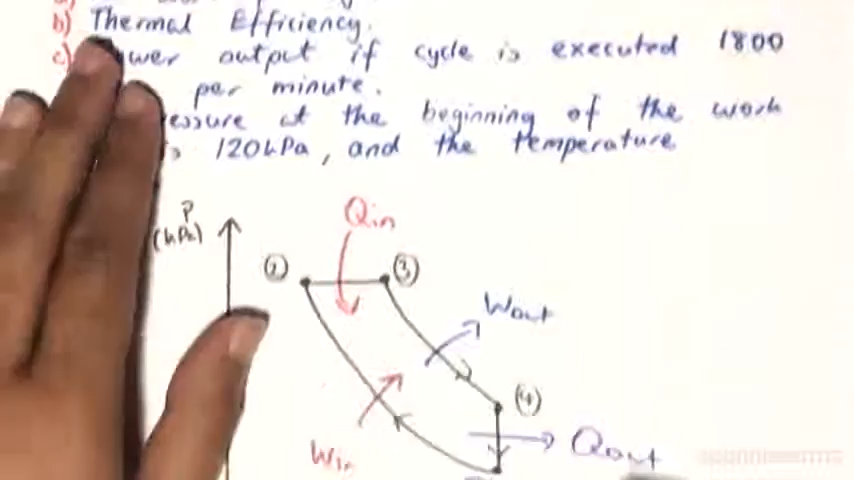 b) Thermal Efficiency.
c) output if cycle is executed 1800
per minute.
at the beginning of the work
120kPa, and the temperature
P
(kPa)
Qin
② ③
Wout
④
Qout
Win